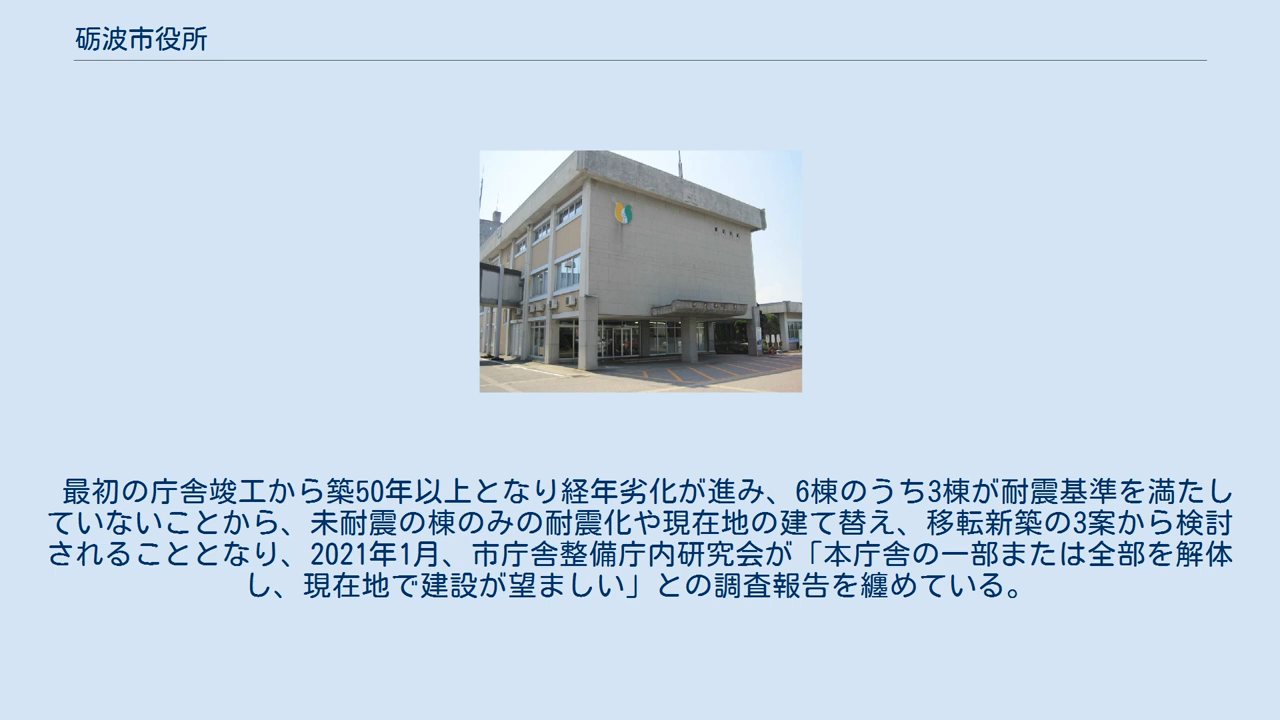 砺波市役所
最初の庁舎竣工から築50年以上となり経年劣化が進み、6棟のうち3棟が耐震基準を満たし
ていないことから、未耐震の棟のみの耐震化や現在地の建て替え、移転新築の3案から検討
されることとなり、2021年1月、市庁舎整備庁内研究会が「本庁舎の一部または全部を解体
し、現在地で建設が望ましい」との調査報告を纏めている。